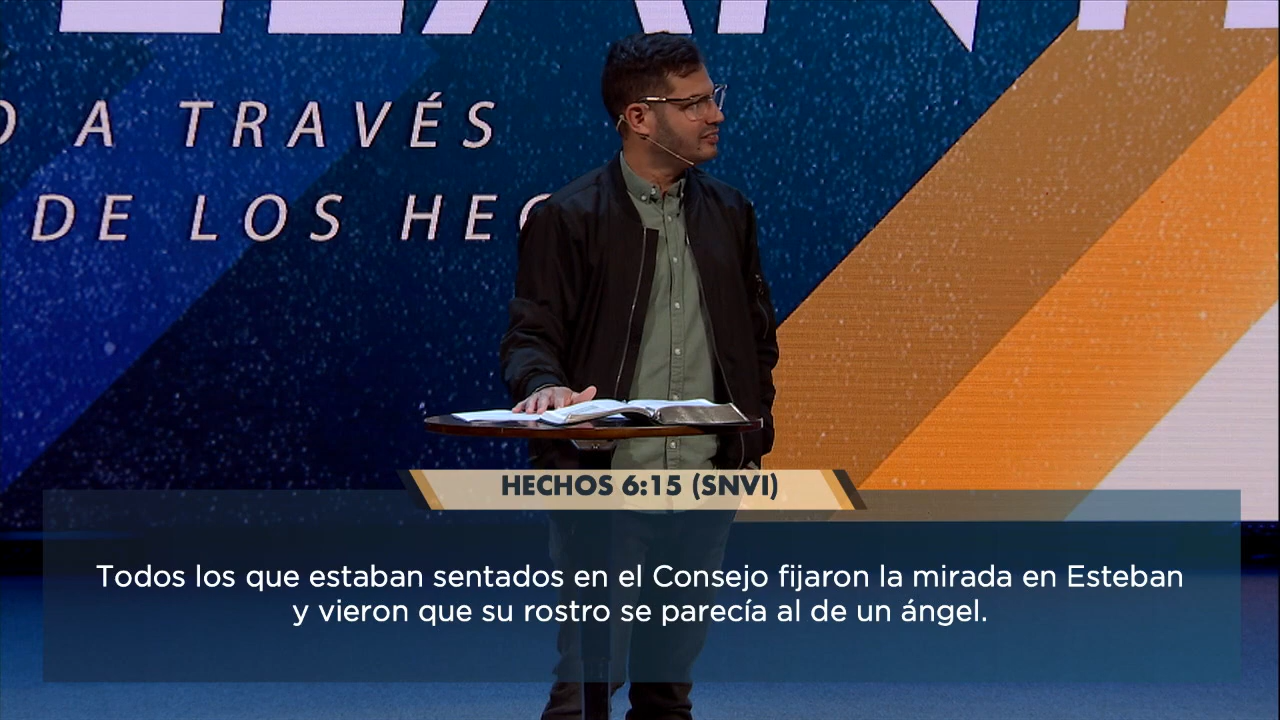 A TRAVÉS
DE LOS
HECHOS 6:15 (SNVI)
Todos los que estaban sentados en el Consejo fijaron la mirada en Esteban
y vieron que su rostro se parecía al de un ángel.